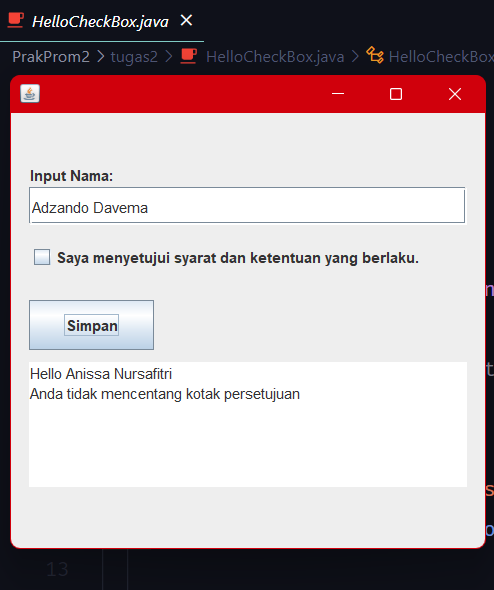 HelloCheckBox.java
PrakProm2 > tugas2 > HelloCheckBox.java > HelloCheckBox
Input Nama:
Adzando Davema
Saya menyetujui syarat dan ketentuan yang berlaku.
Simpan
Hello Anissa Nursafitri
Anda tidak mencentang kotak persetujuan
13